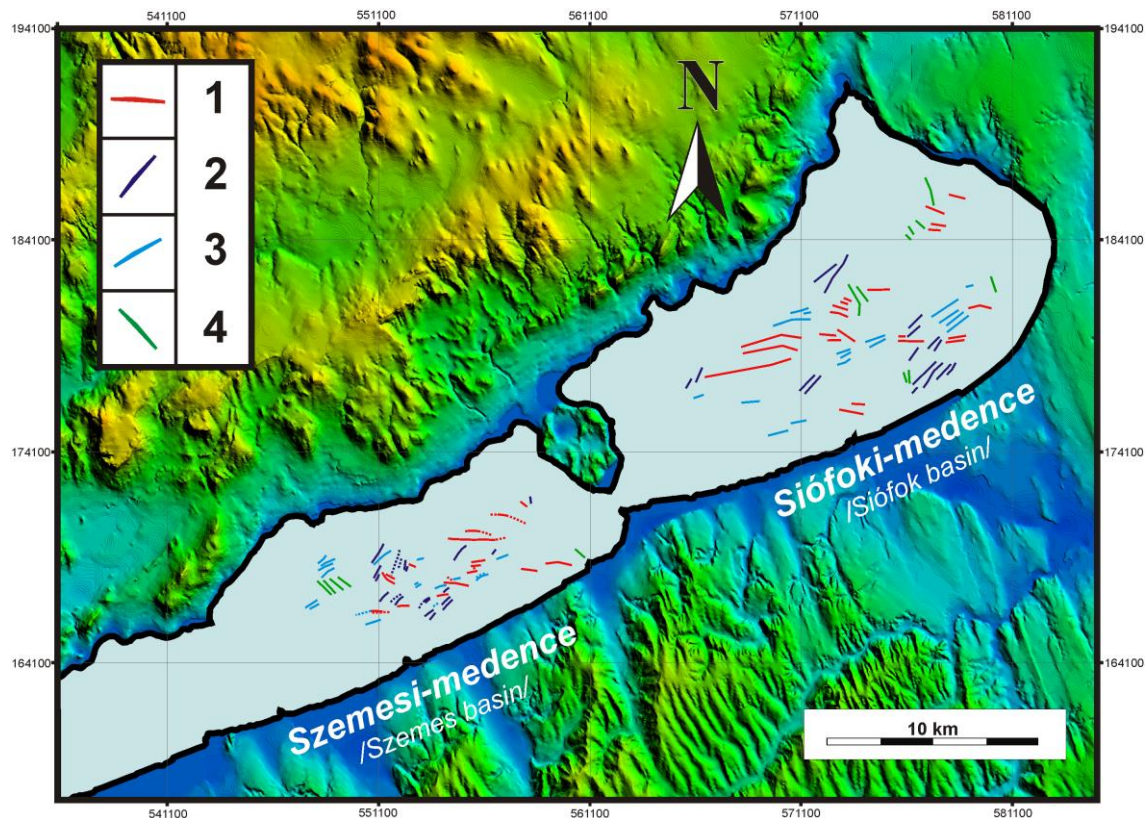 541100 551100 561100 571100 581100
194100 194100
1
2
3
4
N
184100 184100
174100 174100
Siófoki-medence
/Siófok basin/
164100 164100
Szemesi-medence
/Szemes basin/
10 km
541100 551100 561100 571100 581100